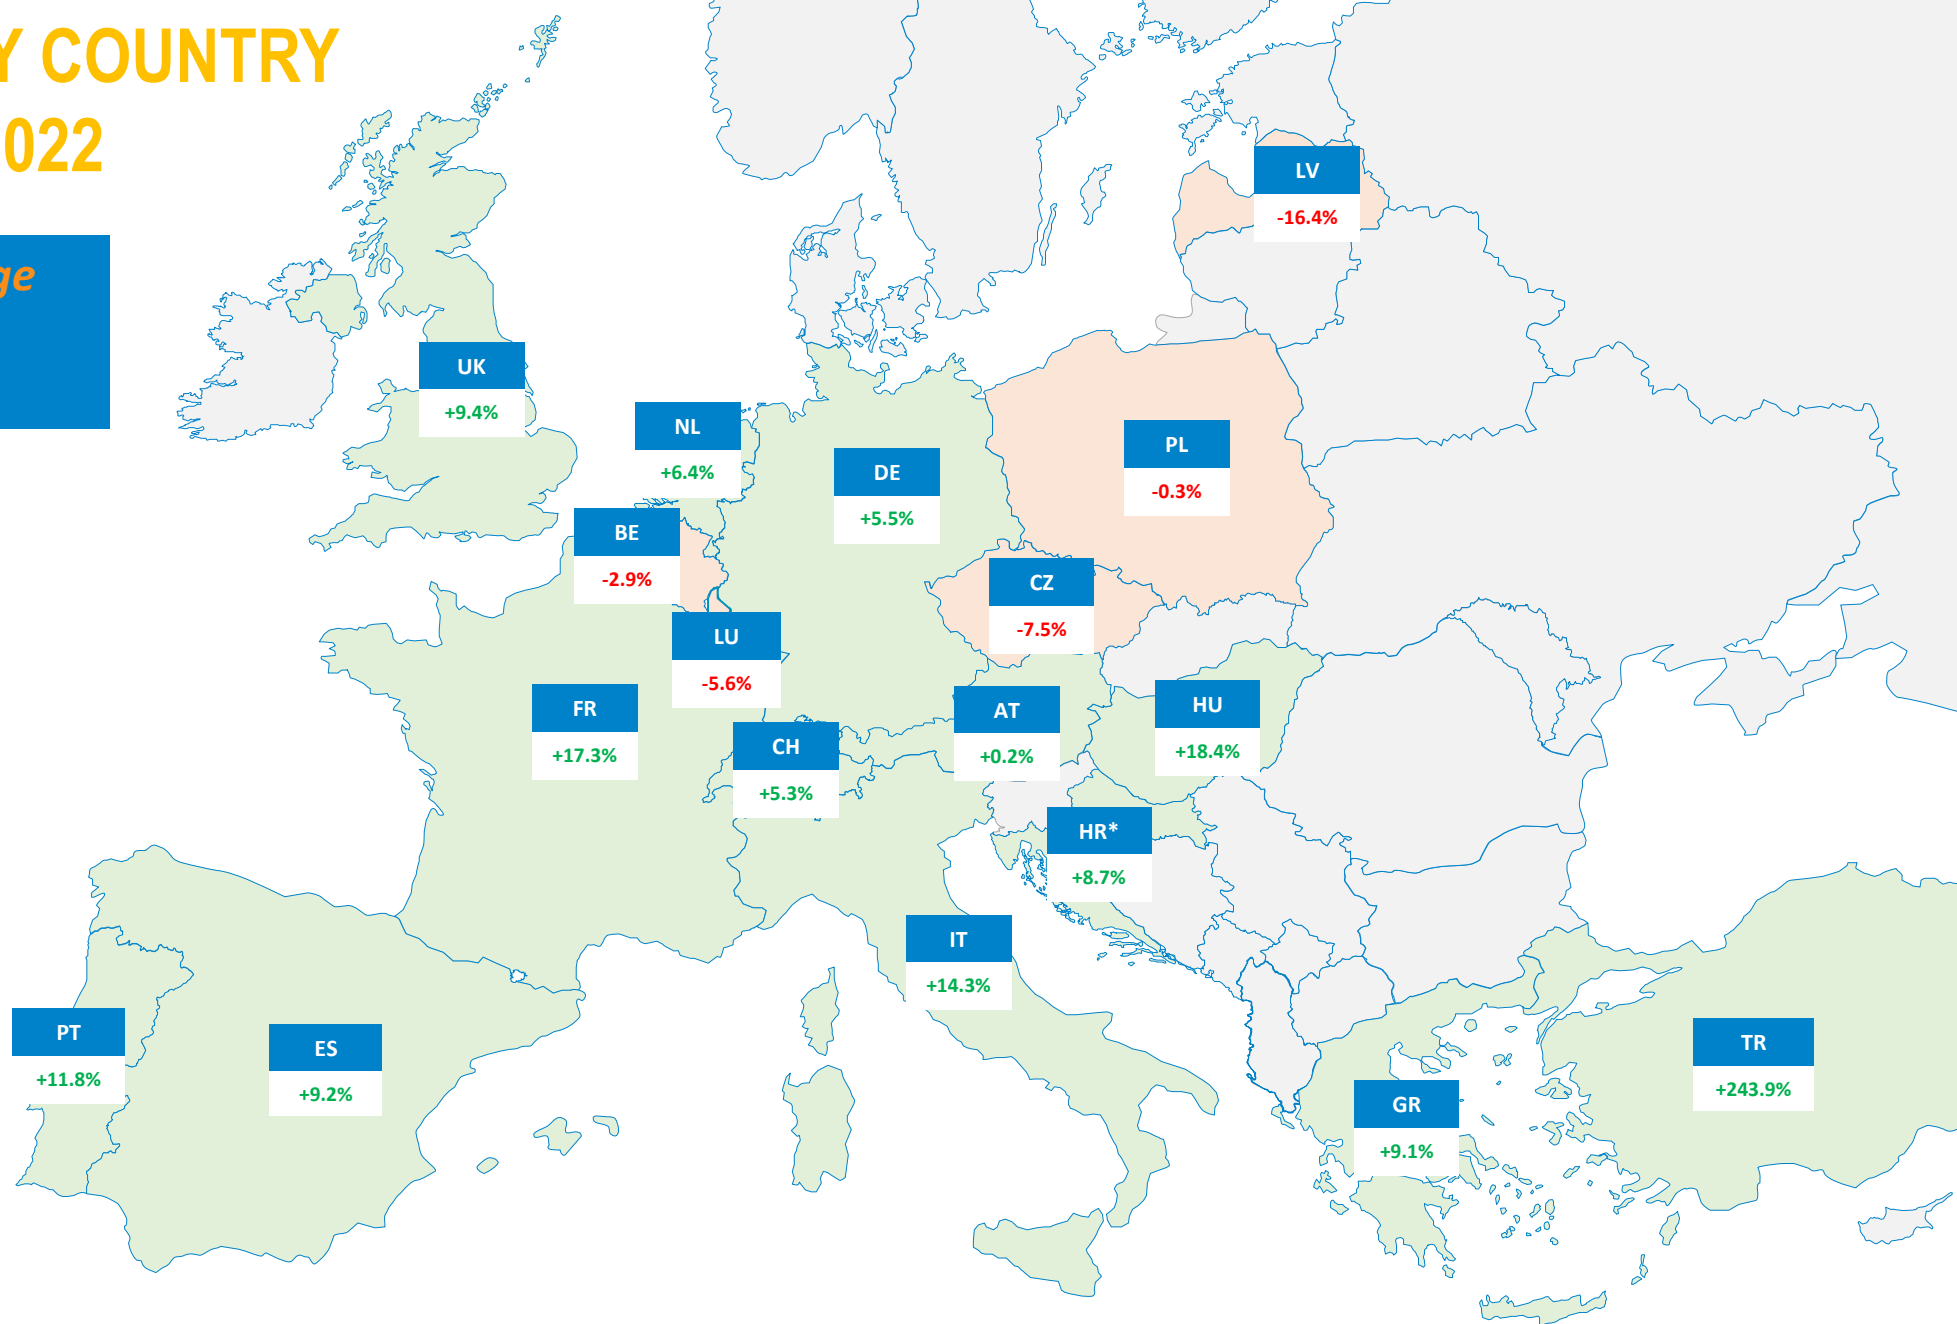 Y COUNTRY
022
ge
LV
-16.4%
UK
+9.4%
NL
+6.4%
PL
-0.3%
DE
+5.5%
BE
-2.9%
CZ
-7.5%
LU
-5.6%
FR
+17.3%
AT
+0.2%
HU
+18.4%
CH
+5.3%
HR*
+8.7%
IT
+14.3%
PT
+11.8%
ES
+9.2%
TR
+243.9%
GR
+9.1%